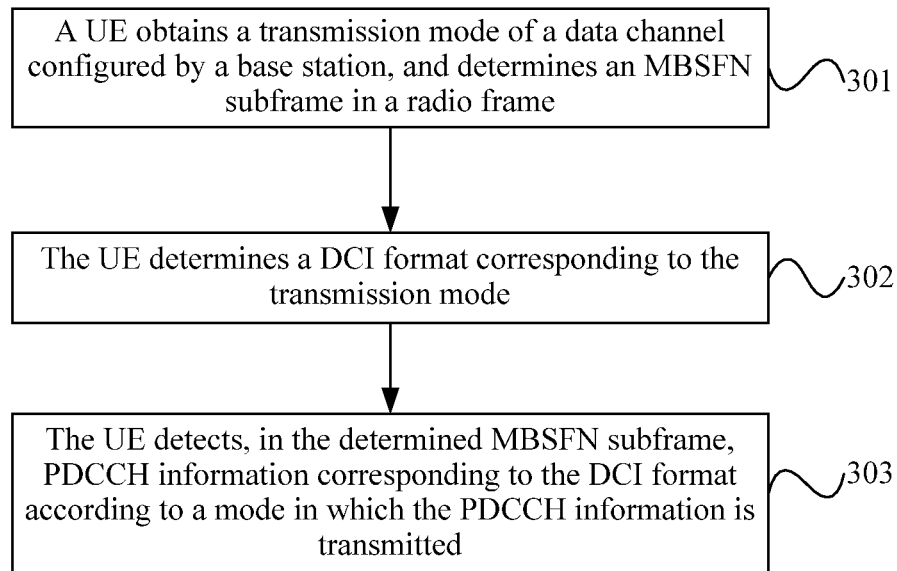 A UE obtains a transmission mode of a data channel
configured by a base station, and determines an MBSFN
subframe in a radio frame
301
The UE determines a DCI format corresponding to the
transmission mode
302
The UE detects, in the determined MBSFN subframe,
PDCCH information corresponding to the DCI format
according to a mode in which the PDCCH information is
transmitted
303